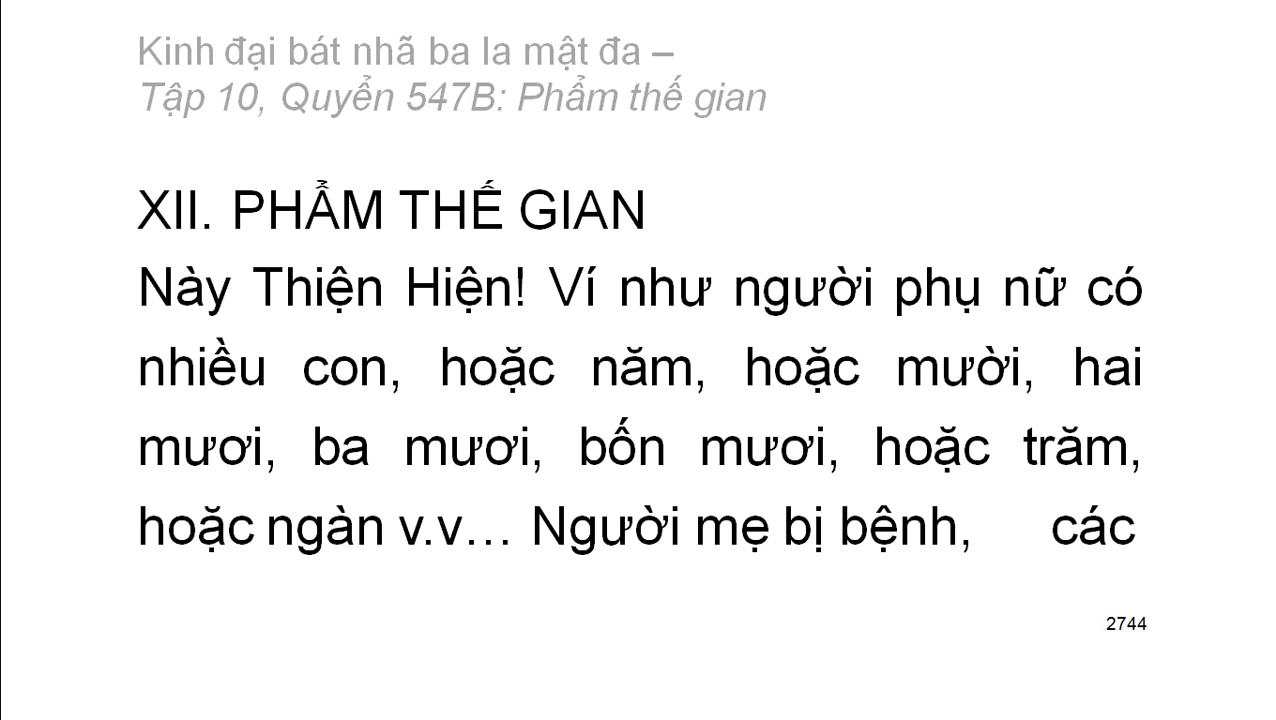 Kinh đại bát nhã ba la mật đa –
Tập 10, Quyển 547B: Phẩm thế gian
XII. PHẨM THẾ GIAN
Này Thiện Hiện! Ví như người phụ nữ có
nhiều con, hoặc năm, hoặc mười, hai
mươi, ba mươi, bốn mươi, hoặc trăm,
hoặc ngàn v.v… Người mẹ bị bệnh, các
2744